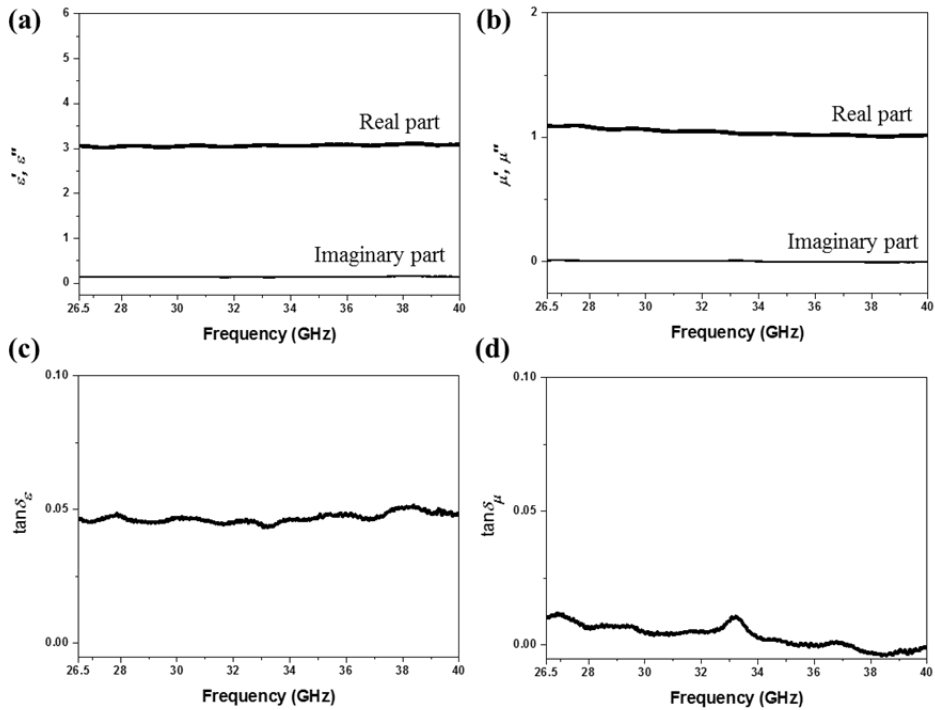 (a)
6
5
4
3
2
1
0
ε', ε"
Real part
Imaginary part
26.5 28 30 32 34 36 38 40
Frequency (GHz)
(b)
2
1
0
μ', μ"
Real part
Imaginary part
26.5 28 30 32 34 36 38 40
Frequency (GHz)
(c)
0.10
0.05
0.00
tanδε
26.5 28 30 32 34 36 38 40
Frequency (GHz)
(d)
0.10
0.05
0.00
tanδμ
26.5 28 30 32 34 36 38 40
Frequency (GHz)